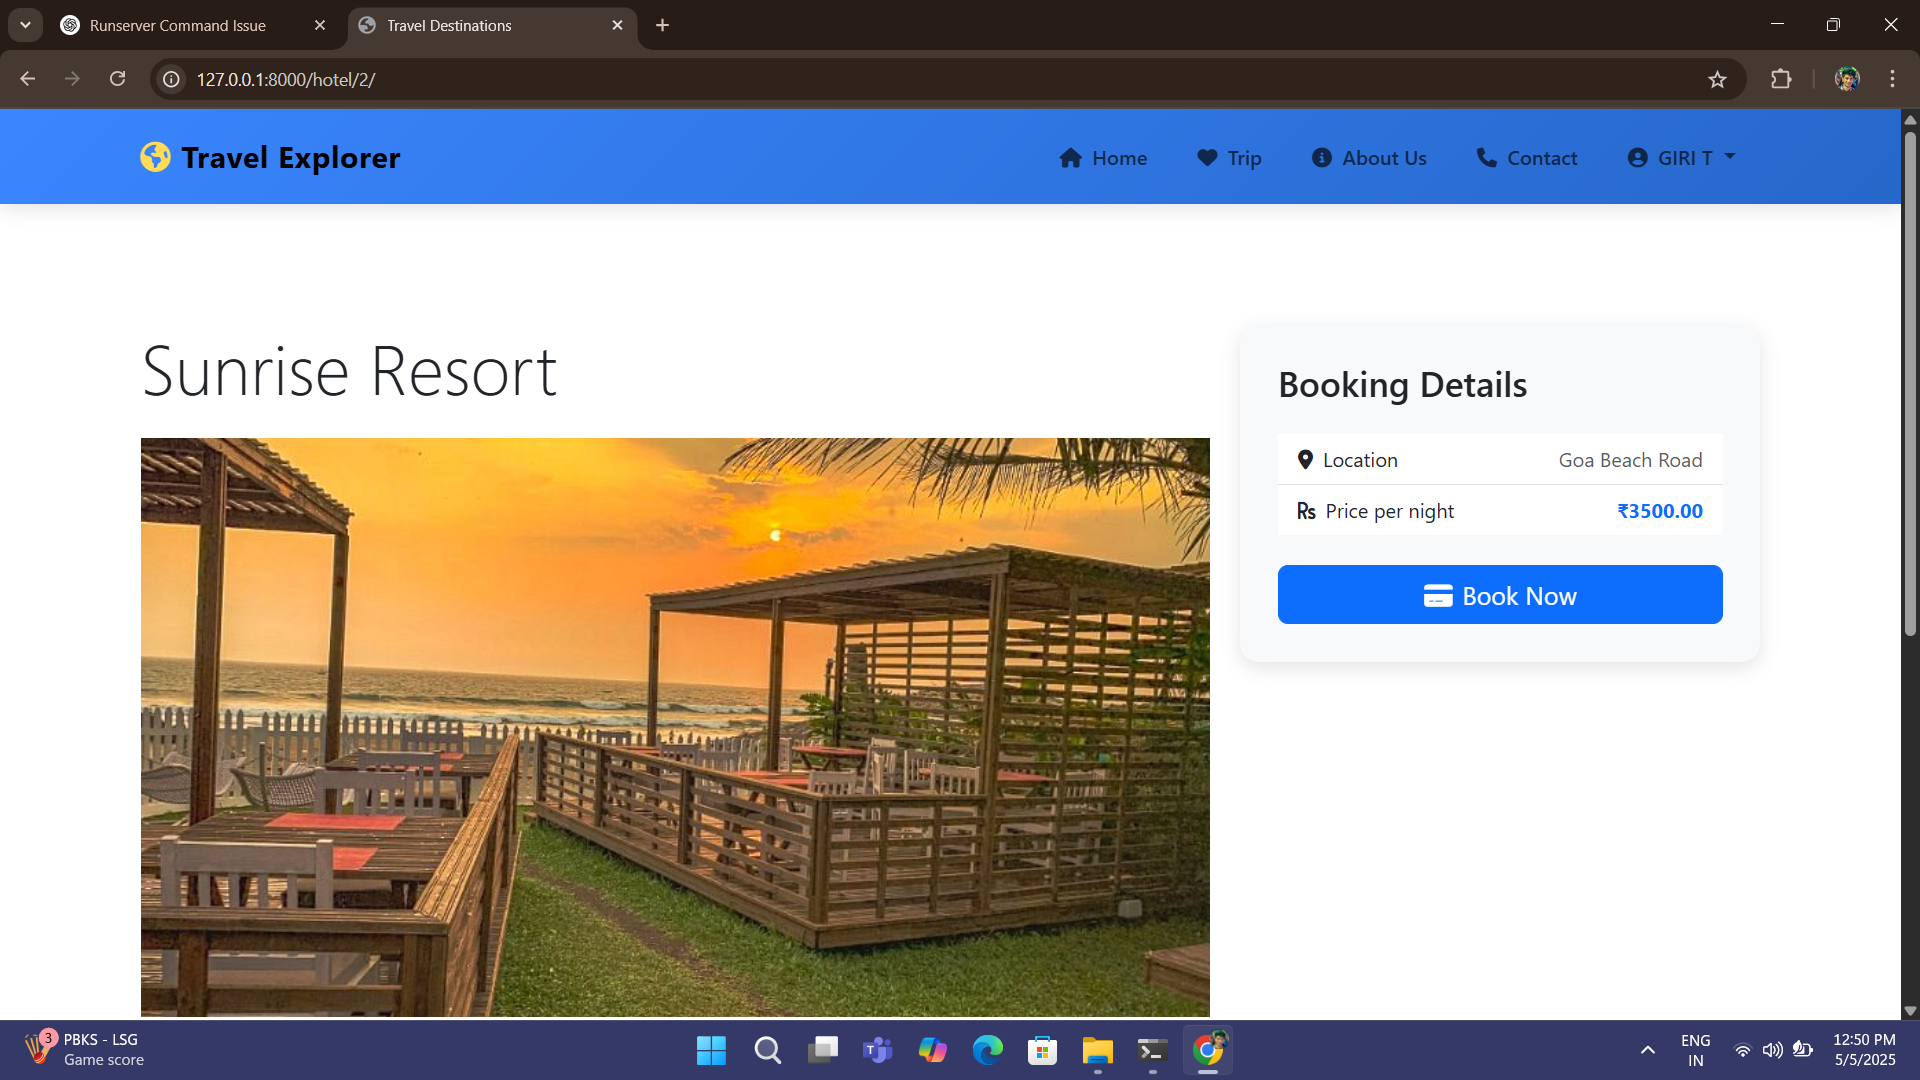 Runserver Command Issue
Travel Destinations
127.0.0.1:8000/hotel/2/
Travel Explorer
Home
Trip
About Us
Contact
GIRI T
Sunrise Resort
Booking Details
Location
Goa Beach Road
Rs Price per night
₹3500.00
Book Now
3
PBKS - LSG
Game score
ENG
IN
12:50 PM
5/5/2025